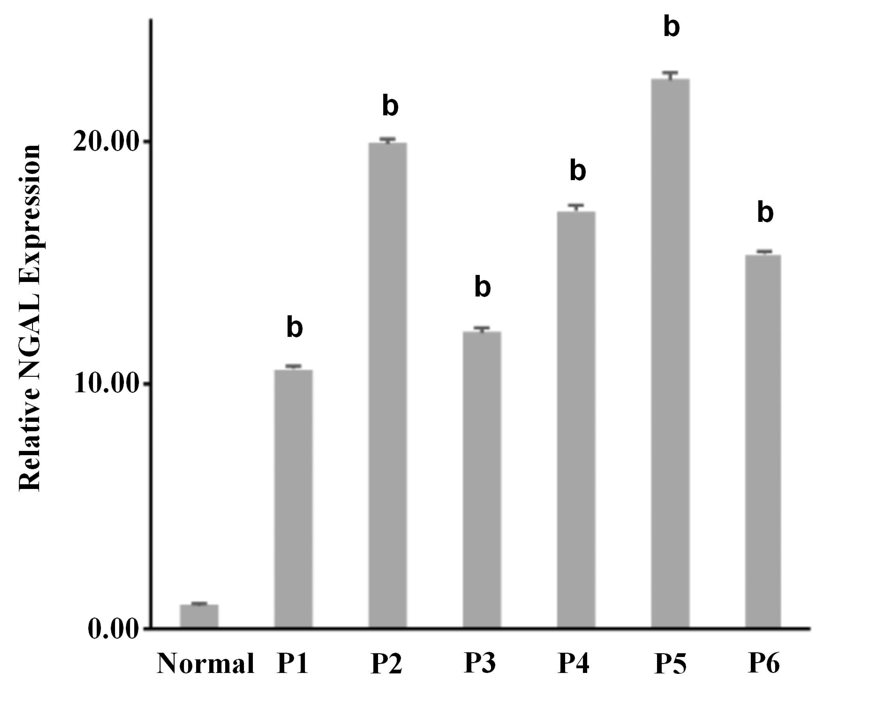 Relative NGAL Expression
b
b
20.00
b
b
b
b
10.00
0.00
Normal P1 P2 P3 P4 P5 P6